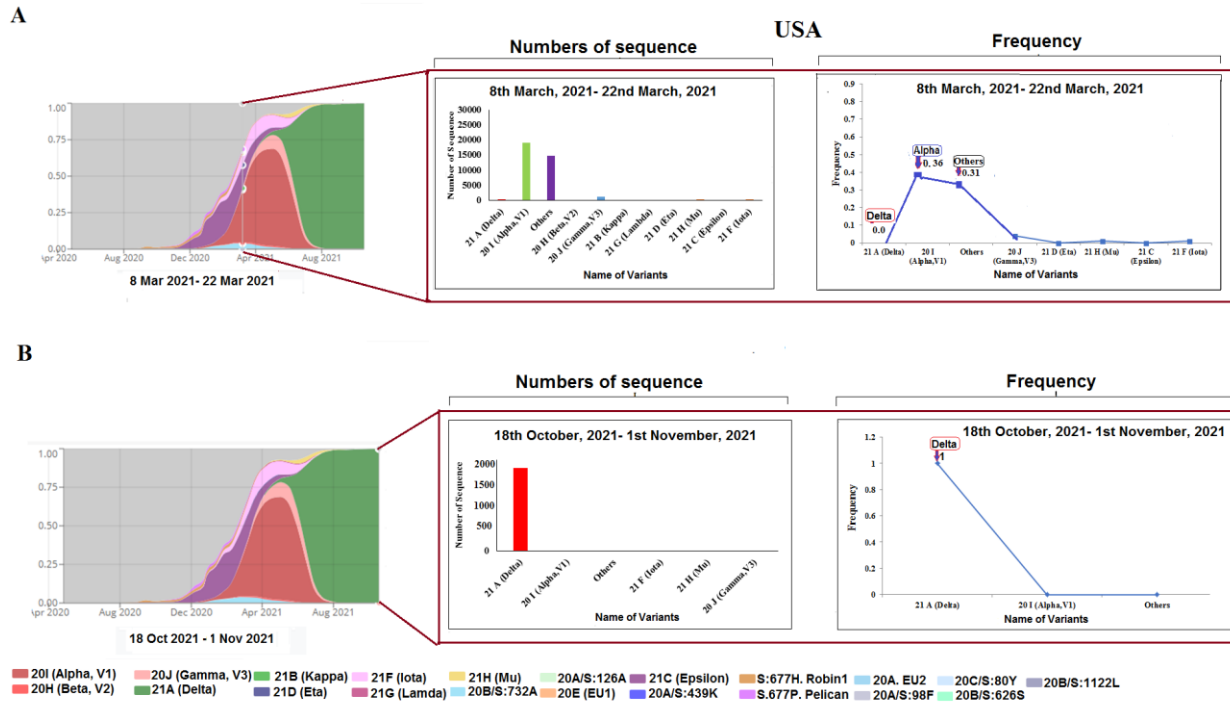 A
USA
Numbers of sequence
Frequency
1.00
0.75
0.50
0.25
0.00
pr 2020
Aug 2020
Dec 2020
Apr 2021
Aug 2021
8 Mar 2021- 22 Mar 2021
8th March, 2021- 22nd March, 2021
Number of Sequence
30000
25000
20000
15000
10000
5000
0
21 A (Delta)
20 I (Alpha,V1)
Others
20 H (Beta, V2)
20 J (Gamma,V3)
21 B (Kappa)
21 G (Lambda)
21 D (Eta)
21 H (Mu)
21 C (Epsilon)
21 F (Iota)
Name of Variants
8th March, 2021- 22nd March, 2021
Frequency
0.9
0.8
0.7
0.6
0.5
0.4
0.3
0.2
0.1
0
Delta
0.0
Alpha
0.36
Others
0.31
21 A (Delta)
20 I
(Alpha,V1)
Others
20 J
(Gamma,V3)
21 D (Eta)
21 H (Mu)
21 C
(Epsilon)
21 F (Iota)
Name of Variants
B
Numbers of sequence
Frequency
1.00
0.75
0.50
0.25
0.00
pr 2020
Aug 2020
Dec 2020
Apr 2021
Aug 2021
18 Oct 2021 - 1 Nov 2021
18th October, 2021- 1st November, 2021
Number of Sequence
2000
1500
1000
500
0
21 A (Delta)
20 I (Alpha,V1)
Others
21 F (Iota)
21 H (Mu)
20 J (Gamma,V3)
Name of Variants
18th October, 2021- 1st November, 2021
Frequency
1.2
1
0.8
0.6
0.4
0.2
0
Delta
1
21 A (Delta)
20 I (Alpha,V1)
Others
Name of Variants
20I (Alpha, V1) 20J (Gamma, V3) 21B (Kappa) 21F (Iota) 21H (Mu) 20A/S:126A 21C (Epsilon) S:677H. Robin1 20A. EU2 20C/S:80Y 20B/S:1122L
20H (Beta, V2) 21A (Delta) 21D (Eta) 21G (Lamda) 20B/S:732A 20E (EU1) 20A/S:439K S.677P. Pelican 20A/S:98F 20B/S:626S